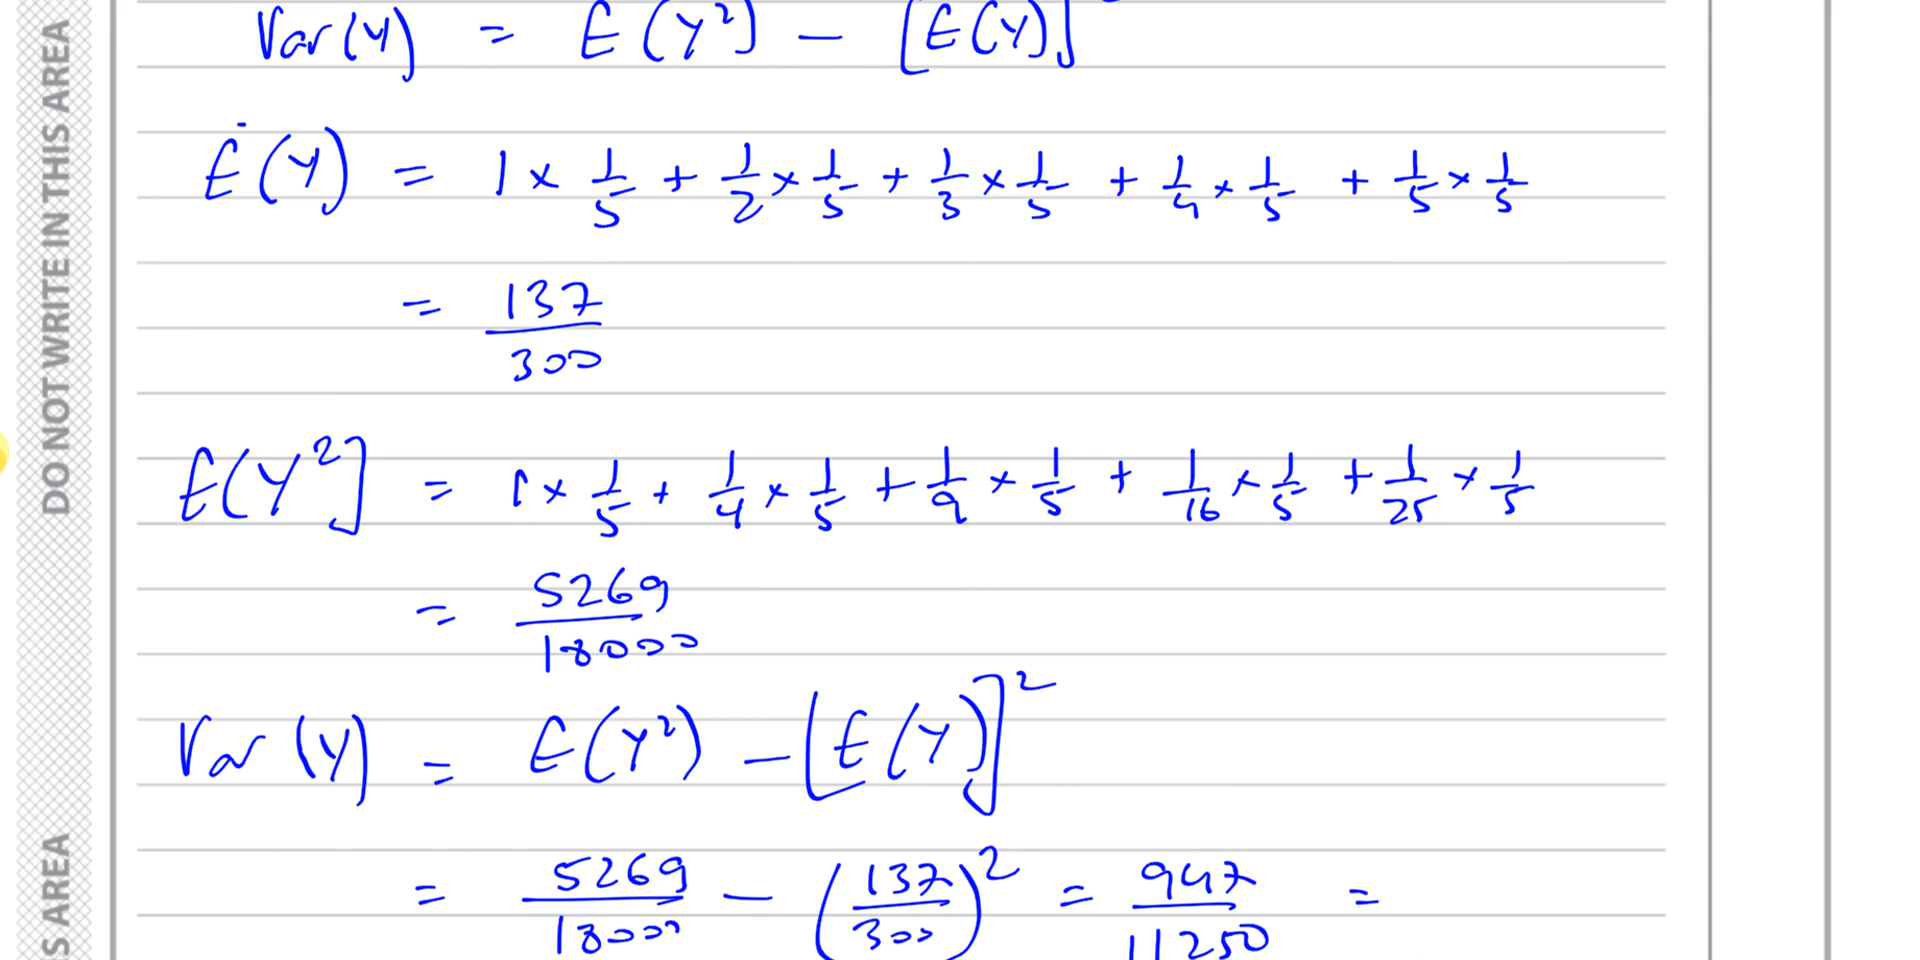 DO NOT WRITE IN THIS AREA
S AREA
Var(Y) = E(Y²) − [E(Y)]
E(Y) = 1 × 1/5 + 1/2 × 1/5 + 1/3 × 1/5 + 1/4 × 1/5 + 1/5 × 1/5
= 137/300
E(Y²] = 1 × 1/5 + 1/4 × 1/5 + 1/9 × 1/5 + 1/16 × 1/5 + 1/25 × 1/5
= 5269/18000
Var (Y) = E(Y²) − [E(Y)]²
= 5269/18000 − (137/300)² = 947/11250 =